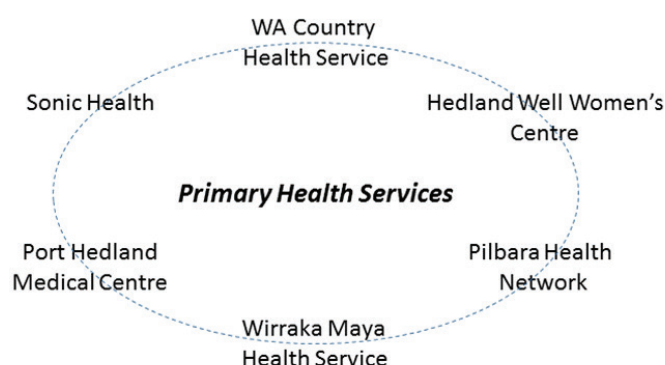 WA Country
Health Service
Sonic Health
Hedland Well Women's
Centre
Primary Health Services
Port Hedland
Medical Centre
Pilbara Health
Network
Wirraka Maya
Health Service